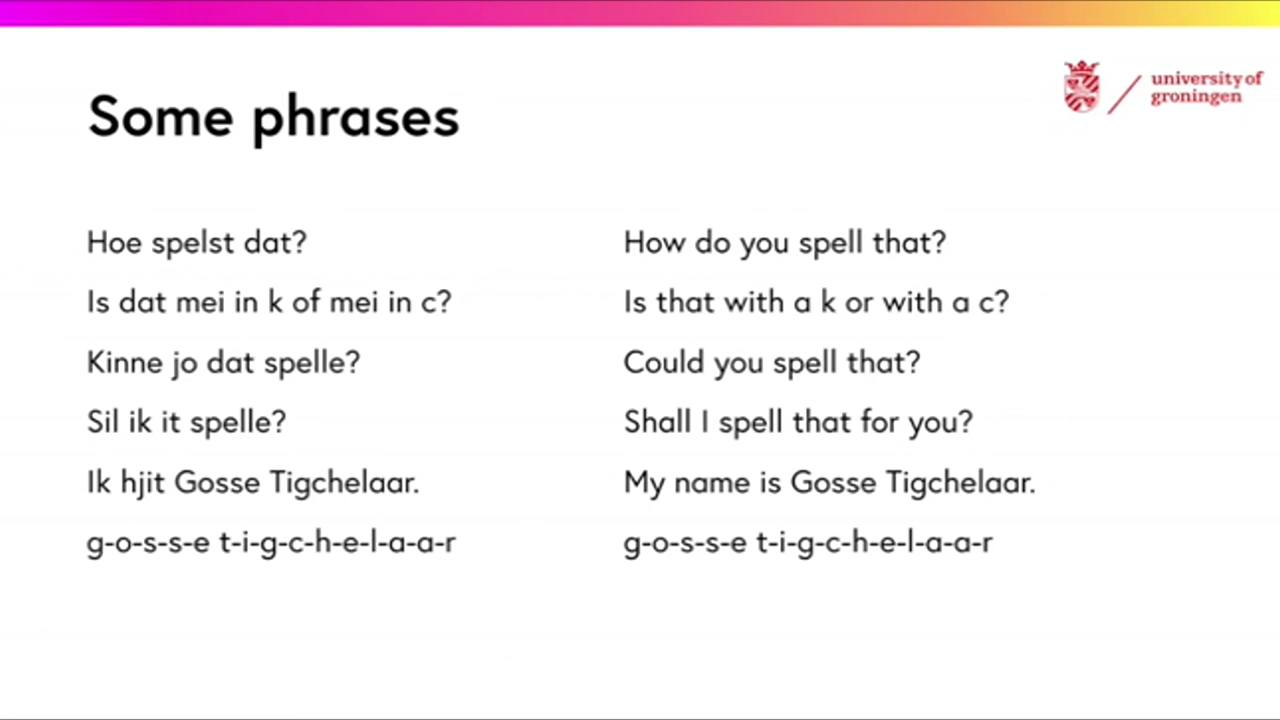 university of
groningen
Some phrases
Hoe spelst dat?
How do you spell that?
Is dat mei in k of mei in c?
Is that with a k or with a c?
Kinne jo dat spelle?
Could you spell that?
Sil ik it spelle?
Shall I spell that for you?
Ik hjit Gosse Tigchelaar.
My name is Gosse Tigchelaar.
g-o-s-s-e t-i-g-c-h-e-l-a-a-r
g-o-s-s-e t-i-g-c-h-e-l-a-a-r